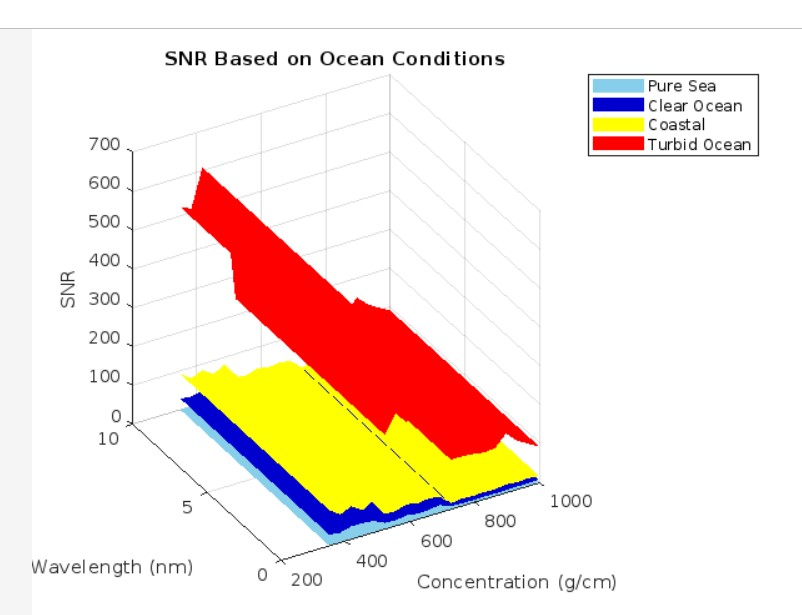 SNR Based on Ocean Conditions
Pure Sea
Clear Ocean
Coastal
Turbid Ocean
700
600
500
400
300
200
100
0
SNR
10
5
0
Wavelength (nm)
200
400
600
800
1000
Concentration (g/cm)